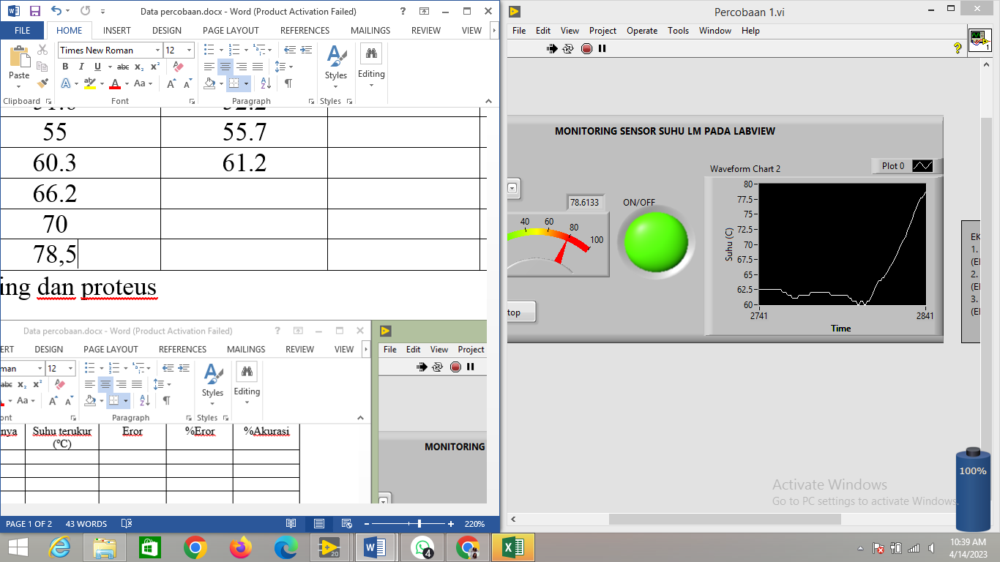 Data percobaan.docx - Word (Product Activation Failed)
FILE HOME INSERT DESIGN PAGE LAYOUT REFERENCES MAILINGS REVIEW VIEW
Times New Roman 12
Paste
Styles
Editing
Clipboard Font Paragraph Styles
55 55.7
60.3 61.2
66.2
70
78,5
ing dan proteus
Data percobaan.docx - Word (Product Activation Failed)
ERT DESIGN PAGE LAYOUT REFERENCES MAILINGS REVIEW VIEW
man 12
Styles
Editing
ont Paragraph Styles
nya Suhu terukur Eror %Eror %Akurasi
(°C)
File Edit View Project
MONITORING
PAGE 1 OF 2 43 WORDS 220%
Percobaan 1.vi
File Edit View Project Operate Tools Window Help
1
MONITORING SENSOR SUHU LM PADA LABVIEW
Waveform Chart 2
Plot 0
78.6133
ON/OFF
40 60 80 100
top
80
77.5
75
72.5
70
67.5
65
62.5
60
Suhu (C)
2741 2841
Time
EK
1.
(El
2.
(El
3.
(El
100%
Activate Windows
Go to PC settings to activate Windows.
20
4
10:39 AM
4/14/2023